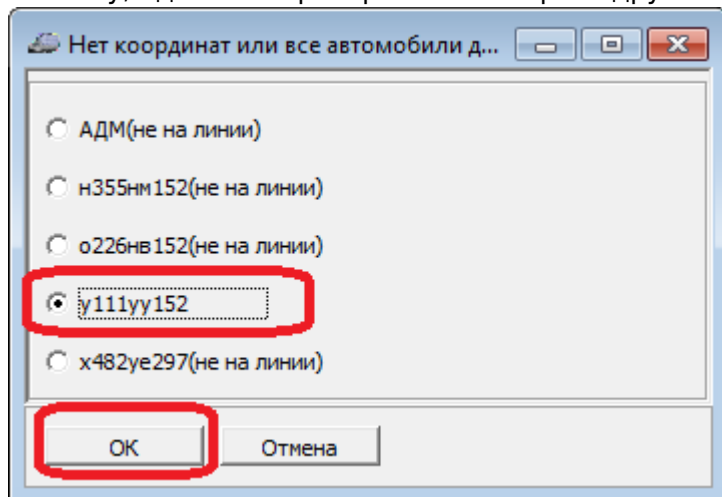 Нет координат или все автомобили д...
АДМ(не на линии)
н355нм152(не на линии)
о226нв152(не на линии)
у111уу152
х482уе297(не на линии)
ОК Отмена